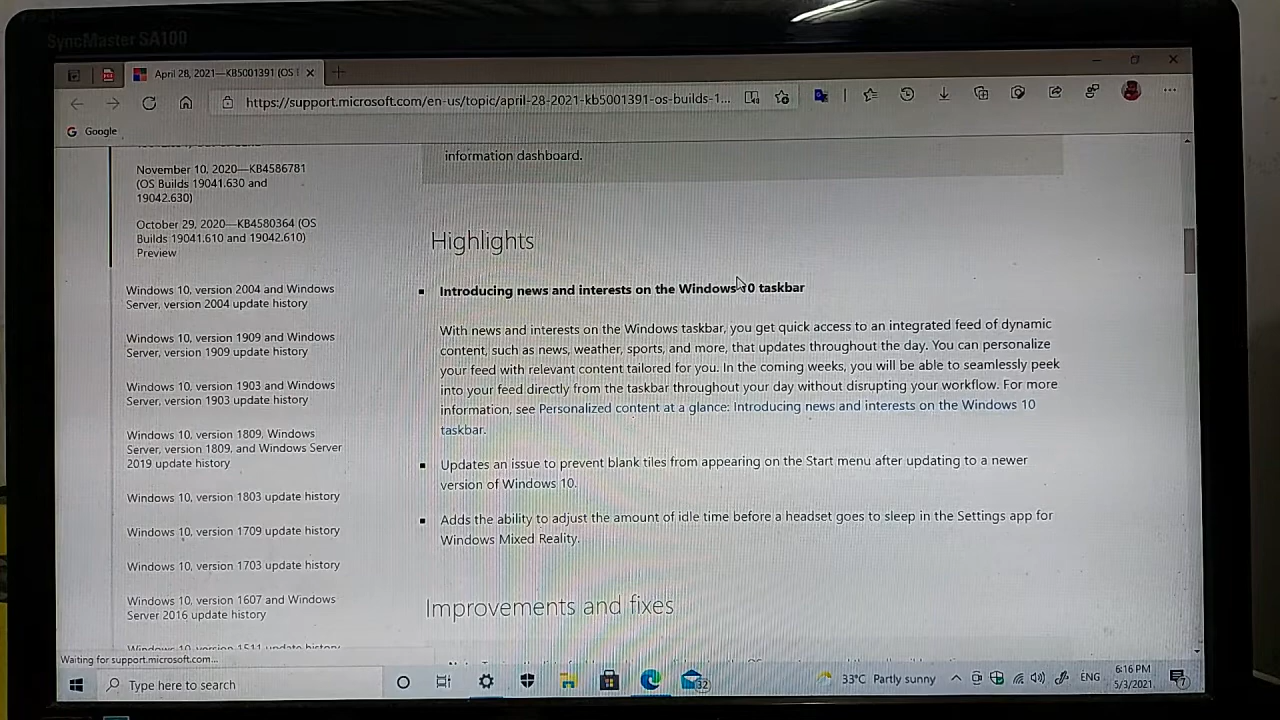 SyncMaster SA100
April 28, 2021—KB5001391 (OS
https://support.microsoft.com/en-us/topic/april-28-2021-kb5001391-os-builds-1...
Google
November 10, 2020—KB4586781
(OS Builds 19041.630 and
19042.630)
October 29, 2020—KB4580364 (OS
Builds 19041.610 and 19042.610)
Preview
Windows 10, version 2004 and Windows
Server, version 2004 update history
Windows 10, version 1909 and Windows
Server, version 1909 update history
Windows 10, version 1903 and Windows
Server, version 1903 update history
Windows 10, version 1809, Windows
Server, version 1809, and Windows Server
2019 update history
Windows 10, version 1803 update history
Windows 10, version 1709 update history
Windows 10, version 1703 update history
Windows 10, version 1607 and Windows
Server 2016 update history
Windows 10, version 1511 update history
information dashboard.
Highlights
Introducing news and interests on the Windows 10 taskbar
With news and interests on the Windows taskbar, you get quick access to an integrated feed of dynamic
content, such as news, weather, sports, and more, that updates throughout the day. You can personalize
your feed with relevant content tailored for you. In the coming weeks, you will be able to seamlessly peek
into your feed directly from the taskbar throughout your day without disrupting your workflow. For more
information, see Personalized content at a glance: Introducing news and interests on the Windows 10
taskbar.
Updates an issue to prevent blank tiles from appearing on the Start menu after updating to a newer
version of Windows 10.
Adds the ability to adjust the amount of idle time before a headset goes to sleep in the Settings app for
Windows Mixed Reality.
Improvements and fixes
Waiting for support.microsoft.com...
Type here to search
32
33°C Partly sunny
ENG
6:16 PM
5/3/2021
7